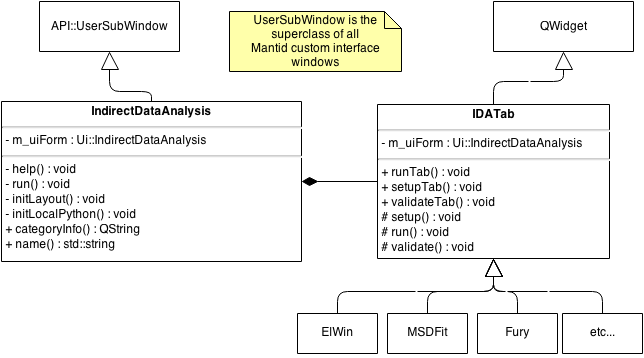 API::UserSubWindow
UserSubWindow is the
superclass of all
Mantid custom interface
windows
QWidget
IndirectDataAnalysis
- m_uiForm : Ui::IndirectDataAnalysis
- help() : void
- run() : void
- initLayout() : void
- initLocalPython() : void
+ categoryInfo() : QString
+ name() : std::string
IDATab
- m_uiForm : Ui::IndirectDataAnalysis
+ runTab() : void
+ setupTab() : void
+ validateTab() : void
# setup() : void
# run() : void
# validate() : void
ElWin
MSDFit
Fury
etc...